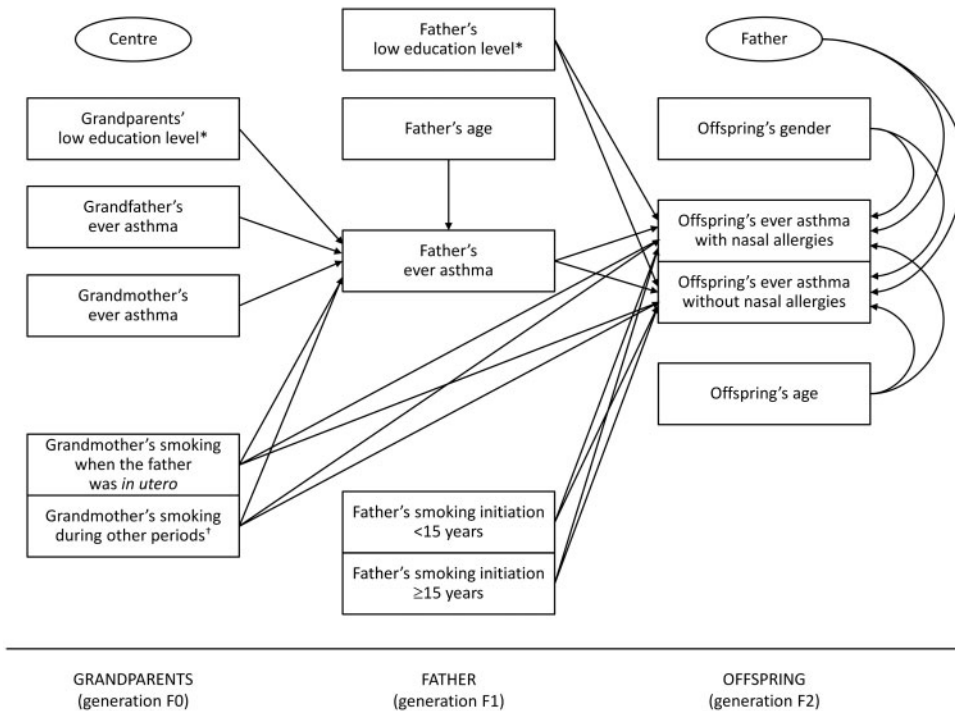 Centre
Grandparents'
low education level*
Grandfather's
ever asthma
Grandmother's
ever asthma
Grandmother's smoking
when the father
was in utero
Grandmother's smoking
during other periods†
Father's
low education level*
Father's age
Father's
ever asthma
Father's smoking initiation
<15 years
Father's smoking initiation
≥15 years
Father
Offspring's gender
Offspring's ever asthma
with nasal allergies
Offspring's ever asthma
without nasal allergies
Offspring's age
GRANDPARENTS
(generation F0)
FATHER
(generation F1)
OFFSPRING
(generation F2)